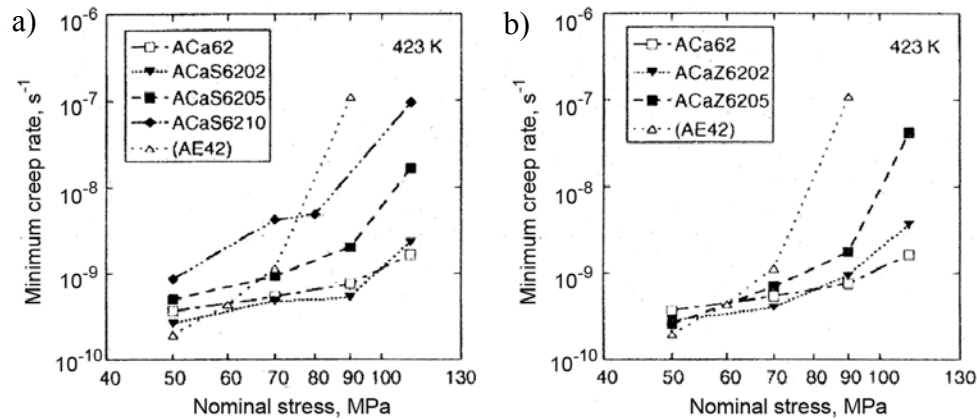 a)
10⁻⁶
10⁻⁷
10⁻⁸
10⁻⁹
10⁻¹⁰
Minimum creep rate, s⁻¹
ACa62
ACaS6202
ACaS6205
ACaS6210
(AE42)
423 K
40 50 60 70 80 90 100 130
Nominal stress, MPa
b)
10⁻⁶
10⁻⁷
10⁻⁸
10⁻⁹
10⁻¹⁰
Minimum creep rate, s⁻¹
ACa62
ACaZ6202
ACaZ6205
(AE42)
423 K
40 50 60 70 80 90 100 130
Nominal stress, MPa